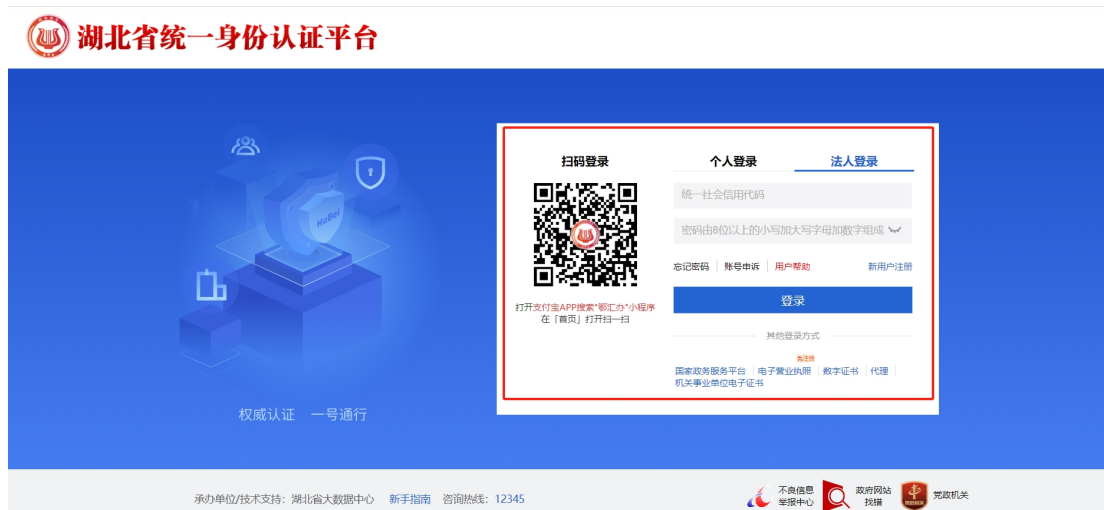 湖北省统一身份认证平台
HuBei
权威认证 一号通行
扫码登录
打开支付宝APP搜索"鄂汇办"小程序
在「首页」打开扫一扫
个人登录 法人登录
统一社会信用代码
密码由8位以上的小写加大写字母加数字组成
忘记密码 账号申诉 用户帮助 新用户注册
登录
其他登录方式
免注册
国家政务服务平台 电子营业执照 数字证书 代理
机关事业单位电子证书
承办单位/技术支持：湖北省大数据中心 新手指南 咨询热线：12345
不良信息
举报中心
政府网站
找错
党政机关